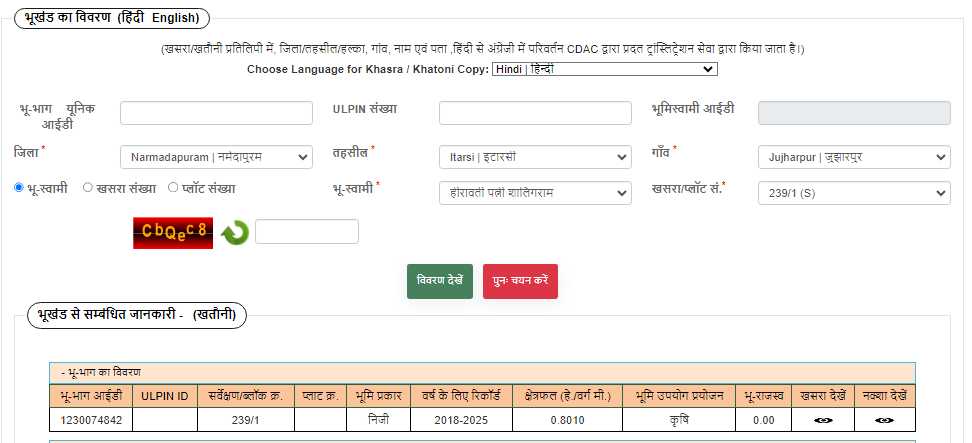 भूखंड का विवरण (हिंदी English)
(खसरा/खतौनी प्रतिलिपी में, जिला/तहसील/हल्का, गांव, नाम एवं पता ,हिंदी से अंग्रेजी में परिवर्तन CDAC द्वारा प्रदत ट्रांस्लिट्रेशन सेवा द्वारा किया जाता है।)
Choose Language for Khasra / Khatoni Copy: Hindi | हिन्दी
भू-भाग यूनिक आईडी
ULPIN संख्या
भूमिस्वामी आईडी
जिला * Narmadapuram | नर्मदापुरम
तहसील * Itarsi | इटारसी
गाँव * Jujharpur | जुझारपुर
भू-स्वामी खसरा संख्या प्लॉट संख्या
भू-स्वामी * हीरावती पत्नी शालिगराम
खसरा/प्लॉट सं.* 239/1 (S)
CbQec8
विवरण देखें पुनः चयन करें
भूखंड से सम्बंधित जानकारी - (खतौनी)
- भू-भाग का विवरण
भू-भाग आईडी ULPIN ID सर्वेक्षण/ब्लॉक क्र. प्लाट क्र. भूमि प्रकार वर्ष के लिए रिकॉर्ड क्षेत्रफल (हे./वर्ग मी.) भूमि उपयोग प्रयोजन भू-राजस्व खसरा देखें नक्शा देखें
1230074842 239/1 निजी 2018-2025 0.8010 कृषि 0.00